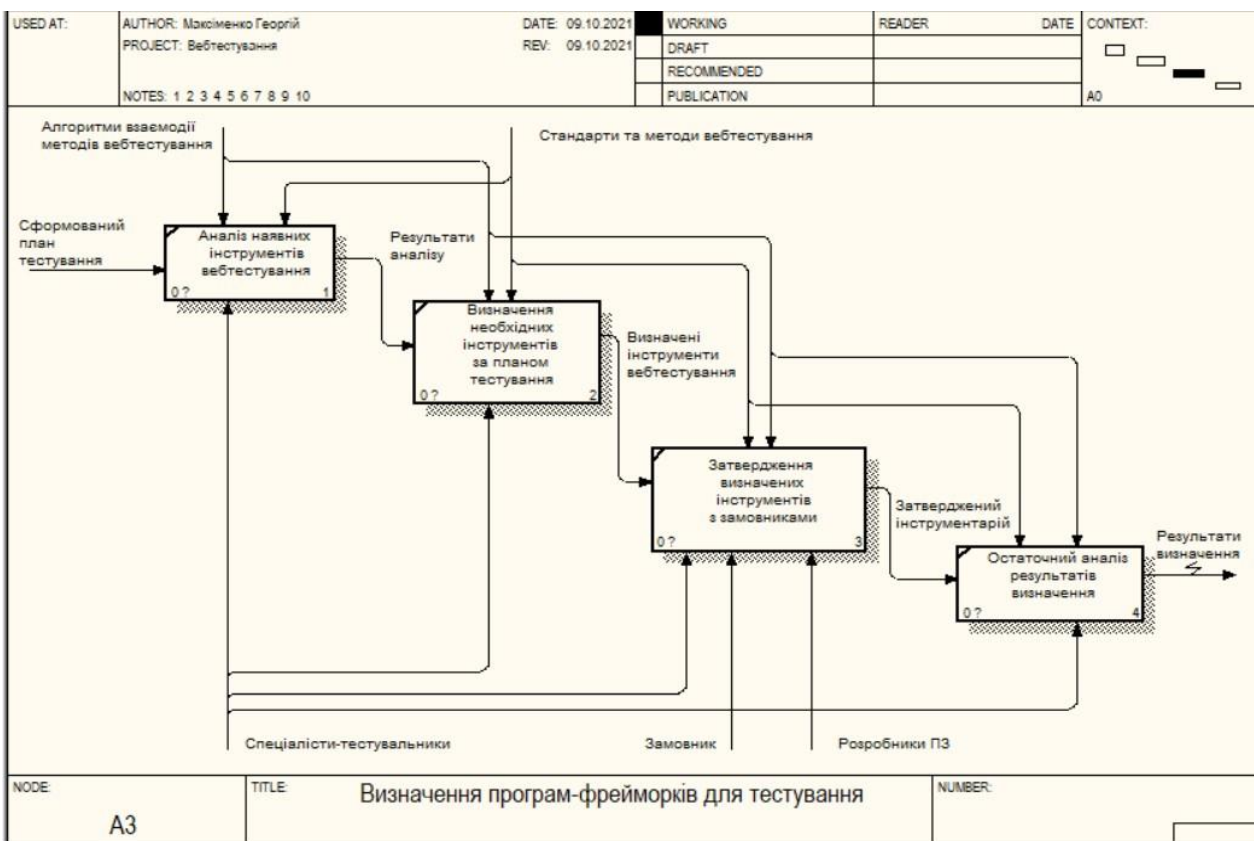 USED AT:
AUTHOR: Максіменко Георгій
DATE: 09.10.2021
PROJECT: Вебтестування
REV: 09.10.2021
NOTES: 1 2 3 4 5 6 7 8 9 10
WORKING
DRAFT
RECOMMENDED
PUBLICATION
READER
DATE
CONTEXT:
A0
Алгоритми взаємодії
методів вебтестування
Стандарти та методи вебтестування
Сформований
план
тестування
Аналіз наявних
інструментів
вебтестування
0 ?
1
Результати
аналізу
Визначення
необхідних
інструментів
за планом
тестування
0 ?
2
Визначені
інструменти
вебтестування
Затвердження
визначених
інструментів
з замовниками
0 ?
3
Затверджений
інструментарій
Остаточний аналіз
результатів
визначення
0 ?
4
Результати
визначення
Спеціалісти-тестувальники
Замовник
Розробники ПЗ
NODE:
A3
TITLE:
Визначення програм-фрейморків для тестування
NUMBER: